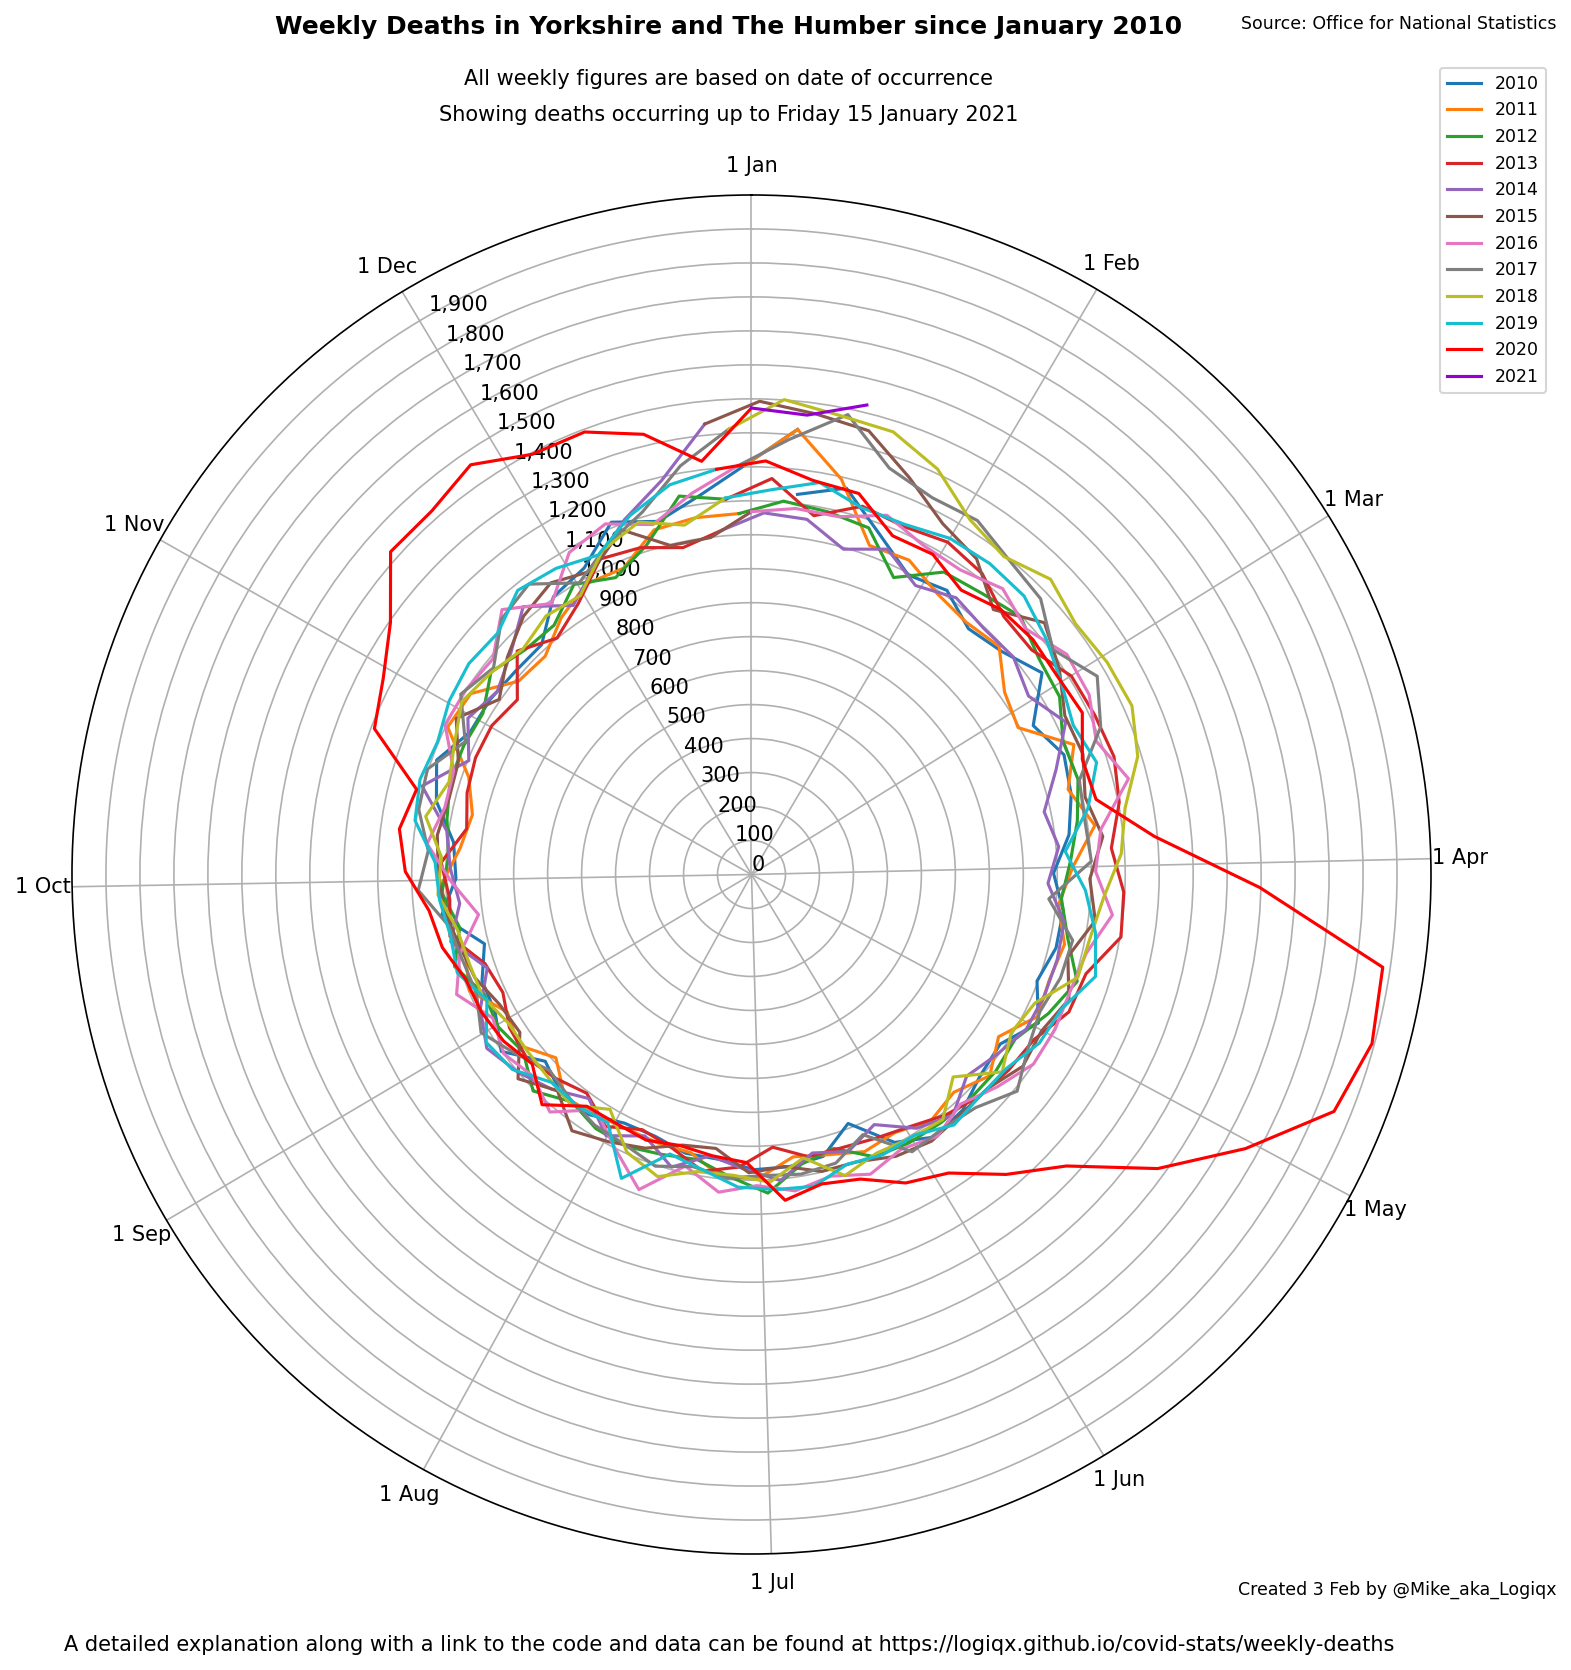 Weekly Deaths in Yorkshire and The Humber since January 2010
Source: Office for National Statistics
All weekly figures are based on date of occurrence
Showing deaths occurring up to Friday 15 January 2021
2010
2011
2012
2013
2014
2015
2016
2017
2018
2019
2020
2021
1 Jan
1 Feb
1 Mar
1 Apr
1 May
1 Jun
1 Jul
1 Aug
1 Sep
1 Oct
1 Nov
1 Dec
1,900
1,800
1,700
1,600
1,500
1,400
1,300
1,200
1,100
1,000
900
800
700
600
500
400
300
200
100
0
Created 3 Feb by @Mike_aka_Logiqx
A detailed explanation along with a link to the code and data can be found at https://logiqx.github.io/covid-stats/weekly-deaths